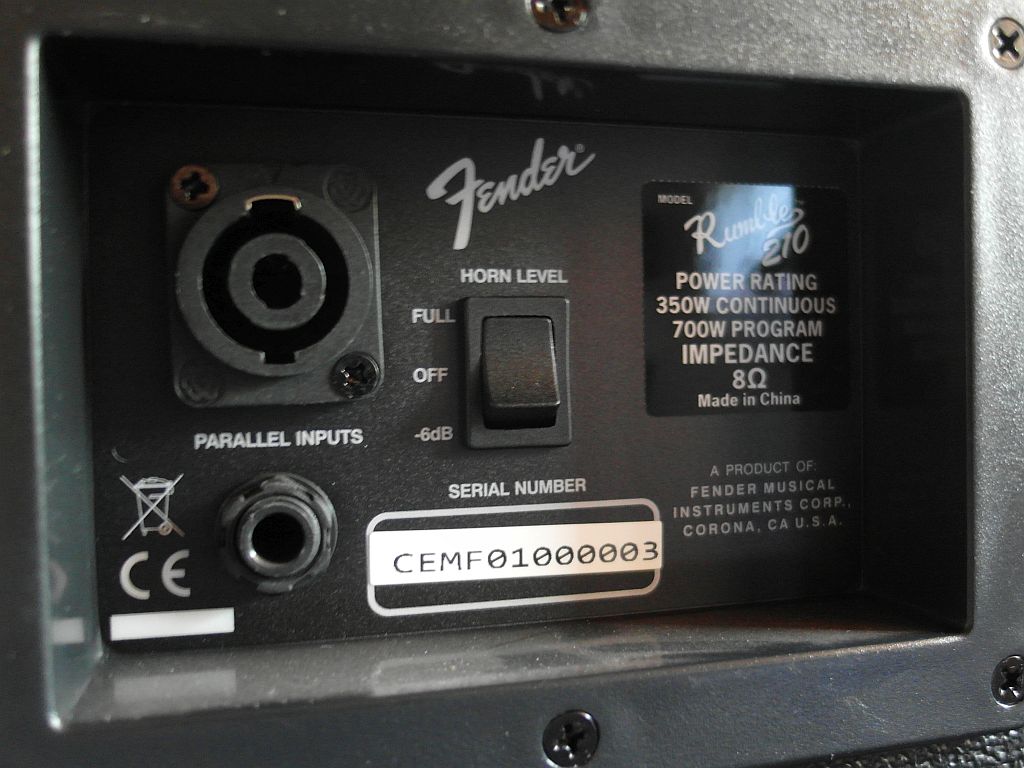 Fender®
HORN LEVEL
FULL
OFF
-6dB
PARALLEL INPUTS
CE
SERIAL NUMBER
CEMF01000003
MODEL
Rumble™
210
POWER RATING
350W CONTINUOUS
700W PROGRAM
IMPEDANCE
8Ω
Made in China
A PRODUCT OF:
FENDER MUSICAL
INSTRUMENTS CORP.,
CORONA, CA U.S.A.